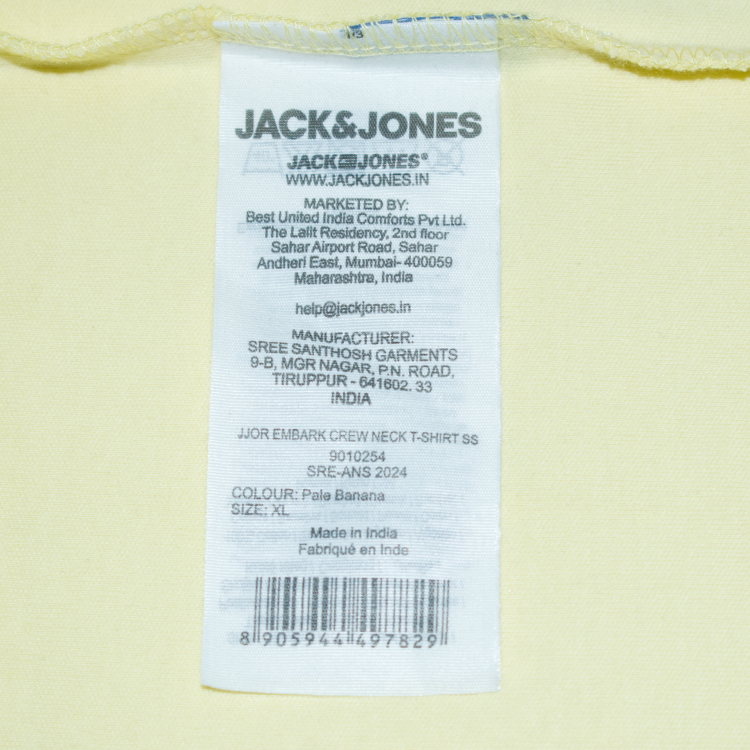 JACK&JONES
JACK JONES®
WWW.JACKJONES.IN
MARKETED BY:
Best United India Comforts Pvt Ltd.
The Lalit Residency, 2nd floor
Sahar Airport Road, Sahar
Andheri East, Mumbai- 400059
Maharashtra, India
help@jackjones.in
MANUFACTURER:
SREE SANTHOSH GARMENTS
9-B, MGR NAGAR, P.N. ROAD,
TIRUPPUR - 641602. 33
INDIA
JJOR EMBARK CREW NECK T-SHIRT SS
9010254
SRE-ANS 2024
COLOUR: Pale Banana
SIZE: XL
Made in India
Fabriqué en Inde
8 905944 497829